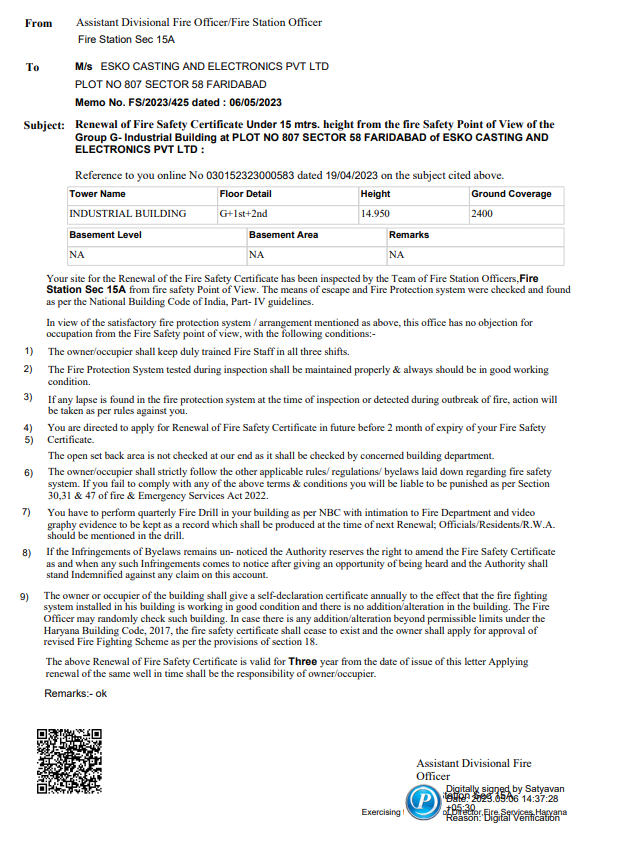 From Assistant Divisional Fire Officer/Fire Station Officer
Fire Station Sec 15A
To M/s ESKO CASTING AND ELECTRONICS PVT LTD
PLOT NO 807 SECTOR 58 FARIDABAD
Memo No. FS/2023/425 dated : 06/05/2023
Subject: Renewal of Fire Safety Certificate Under 15 mtrs. height from the fire Safety Point of View of the
Group G- Industrial Building at PLOT NO 807 SECTOR 58 FARIDABAD of ESKO CASTING AND
ELECTRONICS PVT LTD :
Reference to you online No 030152323000583 dated 19/04/2023 on the subject cited above.
Tower Name Floor Detail Height Ground Coverage
INDUSTRIAL BUILDING G+1st+2nd 14.950 2400
Basement Level Basement Area Remarks
NA NA NA
Your site for the Renewal of the Fire Safety Certificate has been inspected by the Team of Fire Station Officers,Fire
Station Sec 15A from fire safety Point of View. The means of escape and Fire Protection system were checked and found
as per the National Building Code of India, Part- IV guidelines.
In view of the satisfactory fire protection system / arrangement mentioned as above, this office has no objection for
occupation from the Fire Safety point of view, with the following conditions:-
1) The owner/occupier shall keep duly trained Fire Staff in all three shifts.
2) The Fire Protection System tested during inspection shall be maintained properly & always should be in good working
condition.
3) If any lapse is found in the fire protection system at the time of inspection or detected during outbreak of fire, action will
be taken as per rules against you.
4) You are directed to apply for Renewal of Fire Safety Certificate in future before 2 month of expiry of your Fire Safety
5) Certificate.
The open set back area is not checked at our end as it shall be checked by concerned building department.
6) The owner/occupier shall strictly follow the other applicable rules/ regulations/ byelaws laid down regarding fire safety
system. If you fail to comply with any of the above terms & conditions you will be liable to be punished as per Section
30,31 & 47 of fire & Emergency Services Act 2022.
7) You have to perform quarterly Fire Drill in your building as per NBC with intimation to Fire Department and video
graphy evidence to be kept as a record which shall be produced at the time of next Renewal; Officials/Residents/R.W.A.
should be mentioned in the drill.
8) If the Infringements of Byelaws remains un- noticed the Authority reserves the right to amend the Fire Safety Certificate
as and when any such Infringements comes to notice after giving an opportunity of being heard and the Authority shall
stand Indemnified against any claim on this account.
9) The owner or occupier of the building shall give a self-declaration certificate annually to the effect that the fire fighting
system installed in his building is working in good condition and there is no addition/alteration in the building. The Fire
Officer may randomly check such building. In case there is any addition/alteration beyond permissible limits under the
Haryana Building Code, 2017, the fire safety certificate shall cease to exist and the owner shall apply for approval of
revised Fire Fighting Scheme as per the provisions of section 18.
The above Renewal of Fire Safety Certificate is valid for Three year from the date of issue of this letter Applying
renewal of the same well in time shall be the responsibility of owner/occupier.
Remarks:- ok
Assistant Divisional Fire
Officer
Digitally signed by Satyavan
Date: 2023.05.06 14:37:28
+05:30
Exercising of Director Fire Services Haryana
Reason: Digital Verification